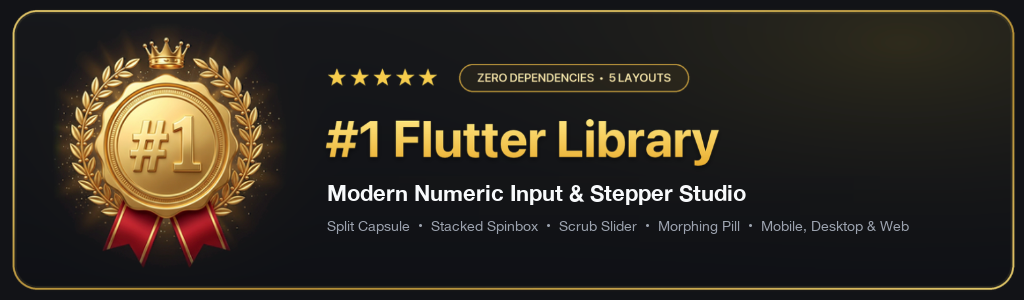 #1
ZERO DEPENDENCIES • 5 LAYOUTS
#1 Flutter Library
Modern Numeric Input & Stepper Studio
Split Capsule • Stacked Spinbox • Scrub Slider • Morphing Pill • Mobile, Desktop & Web